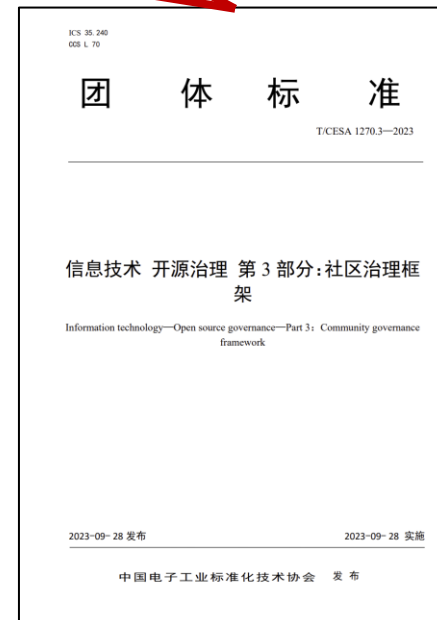 ICS 35.240
CCS L 70
团 体 标 准
T/CESA 1270.3—2023
信息技术 开源治理 第 3 部分:社区治理框
架
Information technology—Open source governance—Part 3：Community governance
framework
2023-09-28 发布
2023-09-28 实施
中国电子工业标准化技术协会 发 布